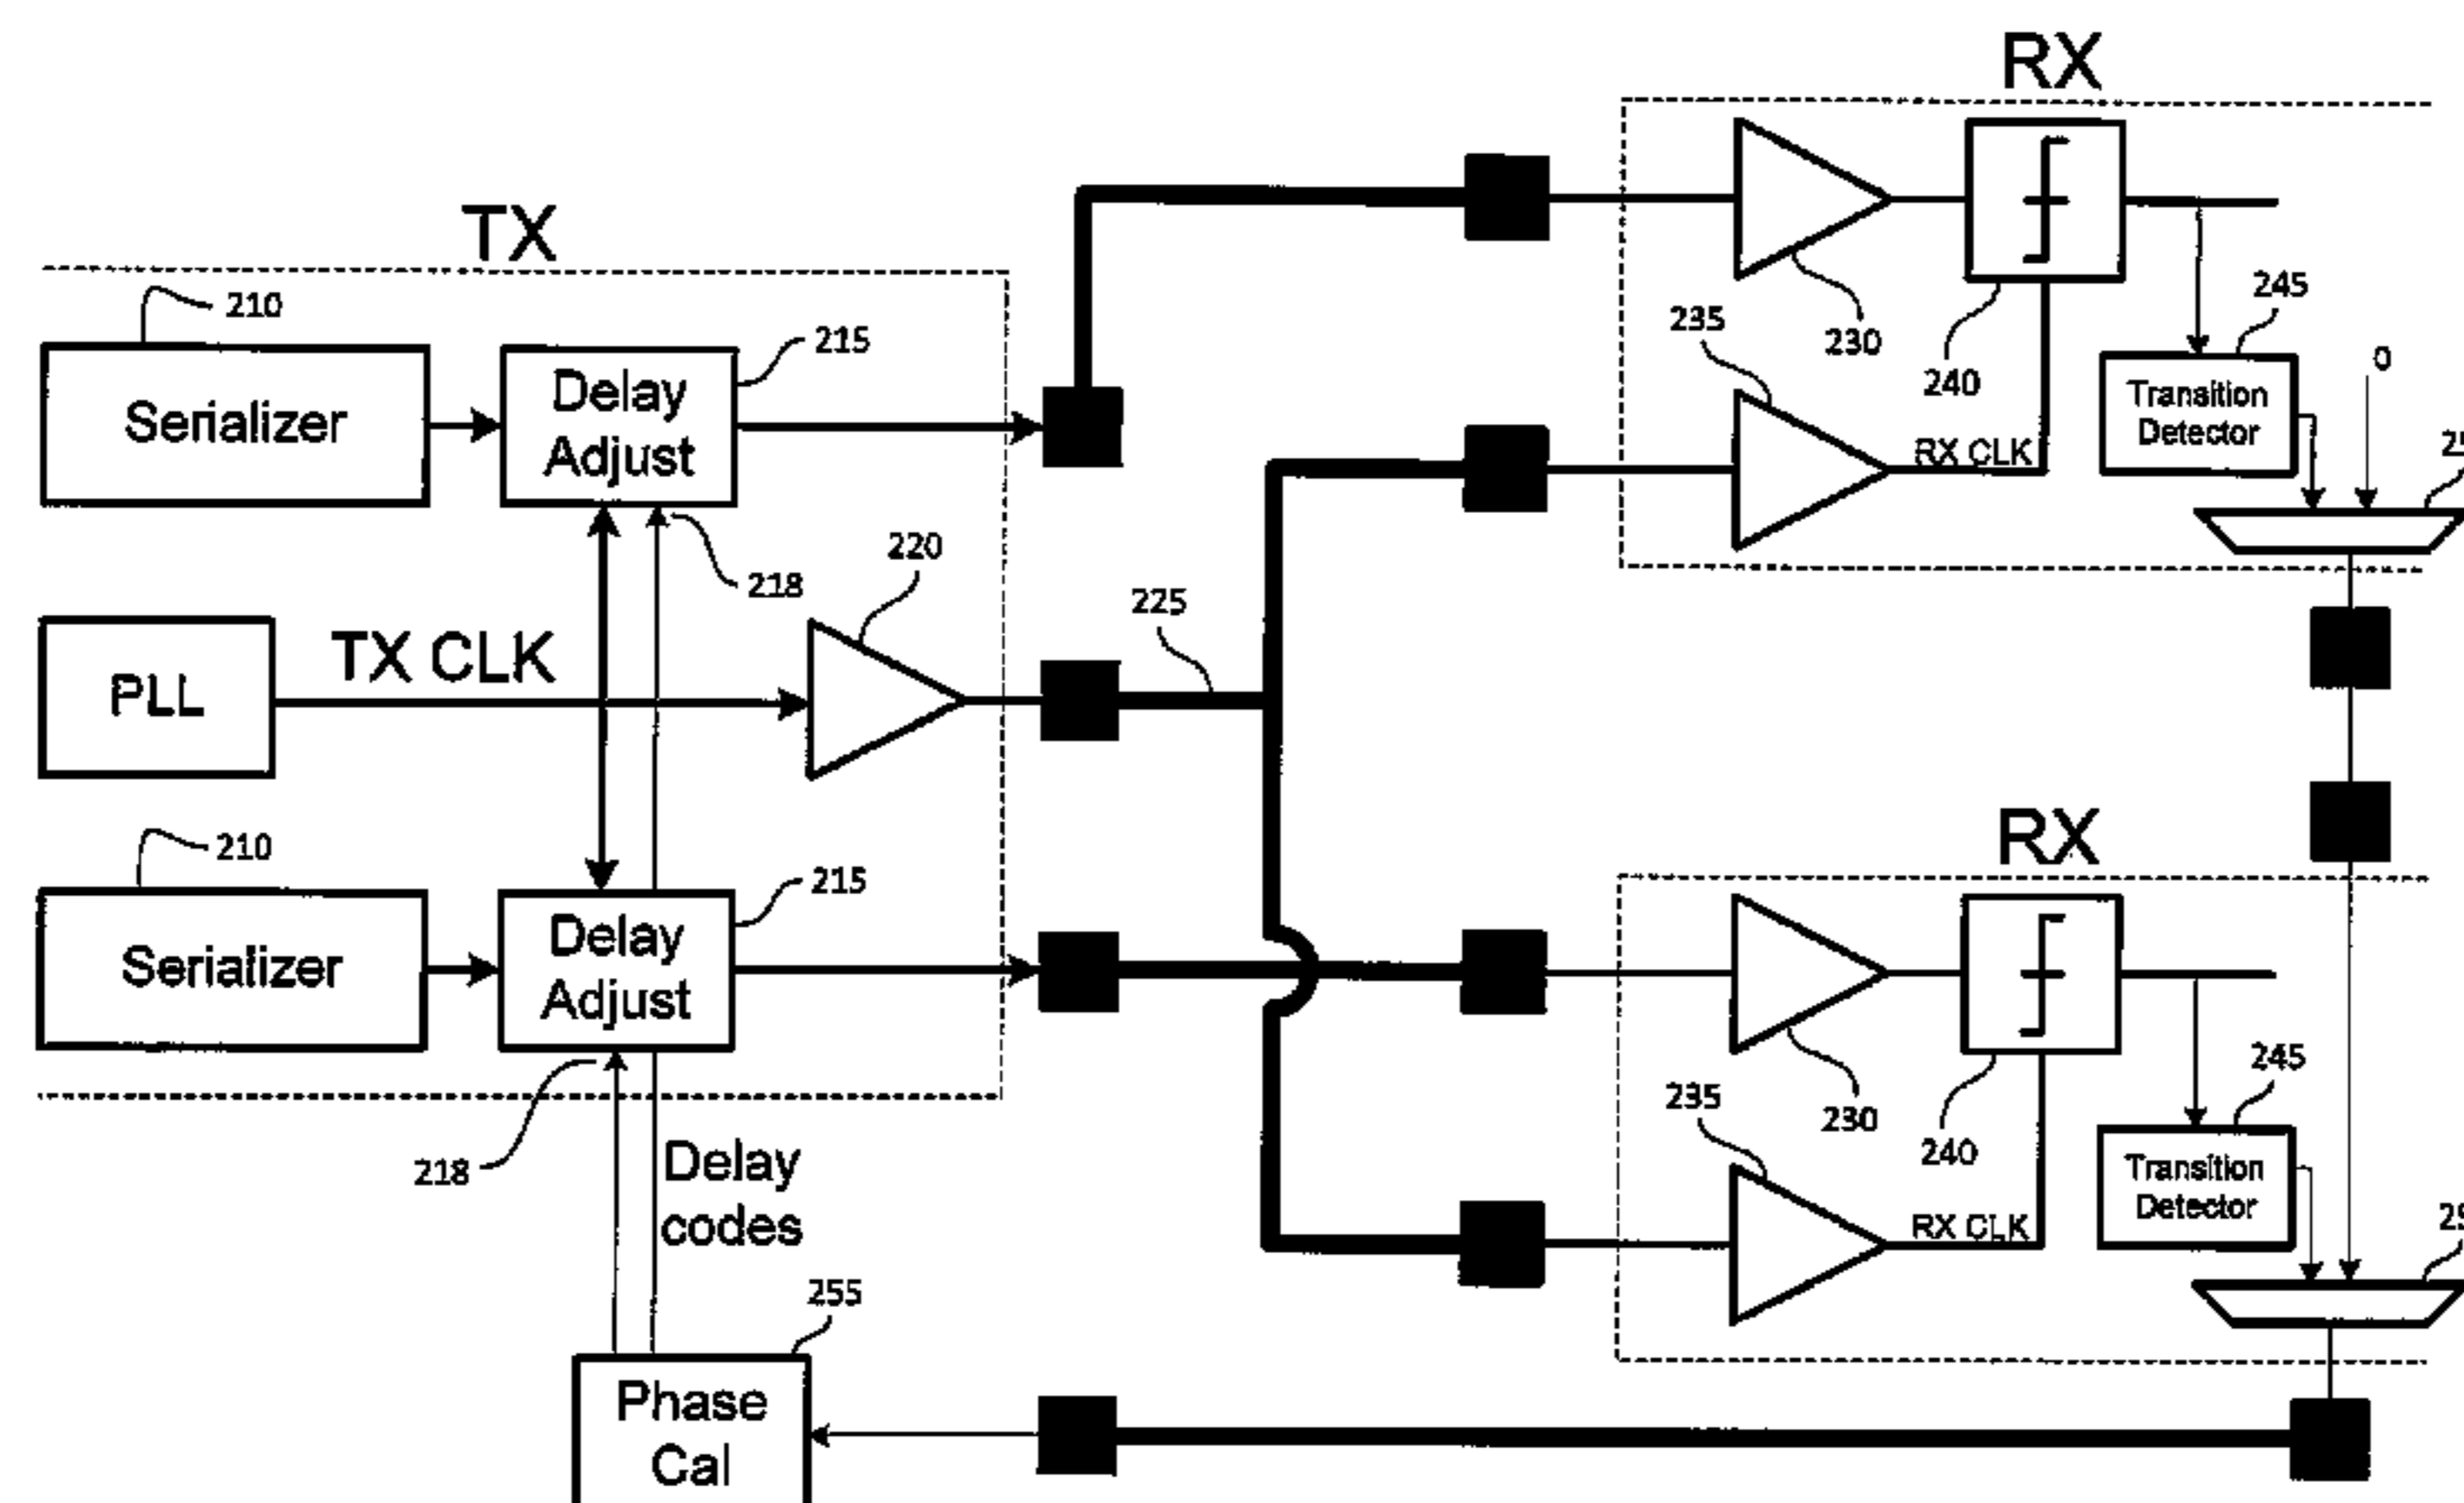 RX
TX
210
215
Serializer
Delay
Adjust
218
220
PLL
TX CLK
225
230
235
240
RX CLK
245
0
Transition
Detector
RX
210
215
Serializer
Delay
Adjust
218
Delay
codes
255
Phase
Cal
230
235
240
RX CLK
245
Transition
Detector